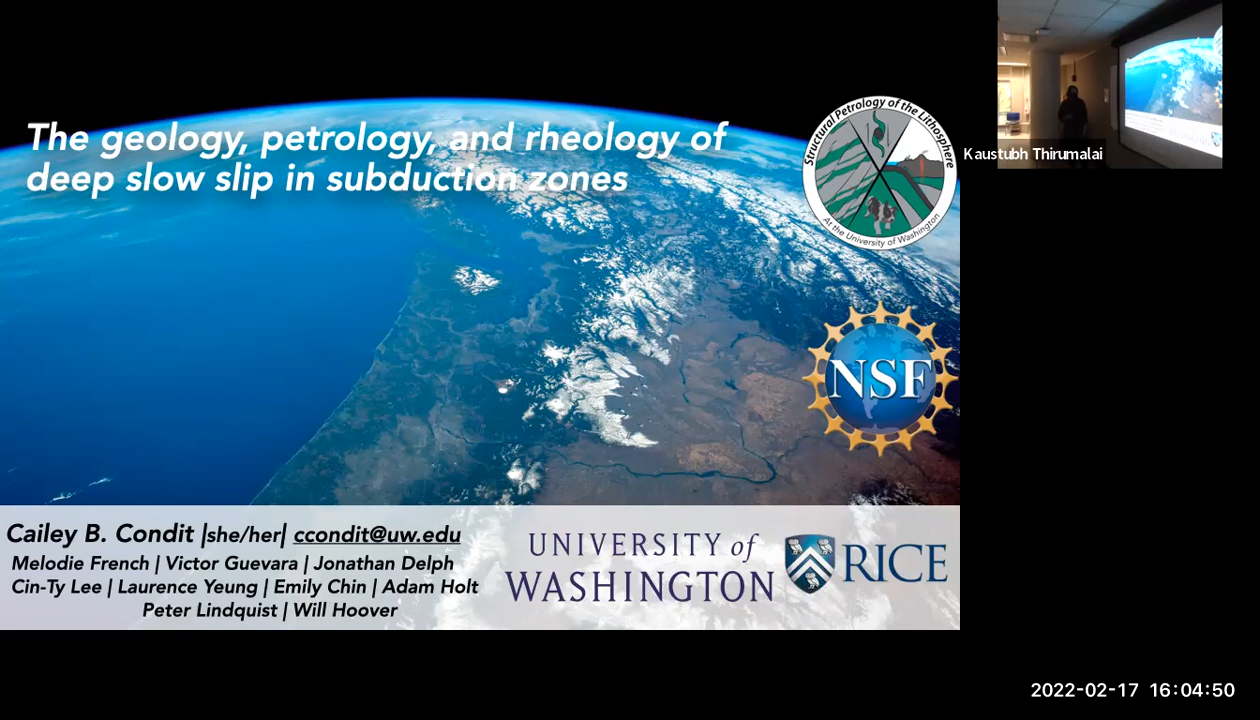 The geology, petrology, and rheology of
deep slow slip in subduction zones
Structural Petrology of the Lithosphere
At the University of Washington
Kaustubh Thirumalai
NSF
Cailey B. Condit |she/her| ccondit@uw.edu
Melodie French | Victor Guevara | Jonathan Delph
Cin-Ty Lee | Laurence Yeung | Emily Chin | Adam Holt
Peter Lindquist | Will Hoover
UNIVERSITY of
WASHINGTON
RICE
2022-02-17 16:04:50